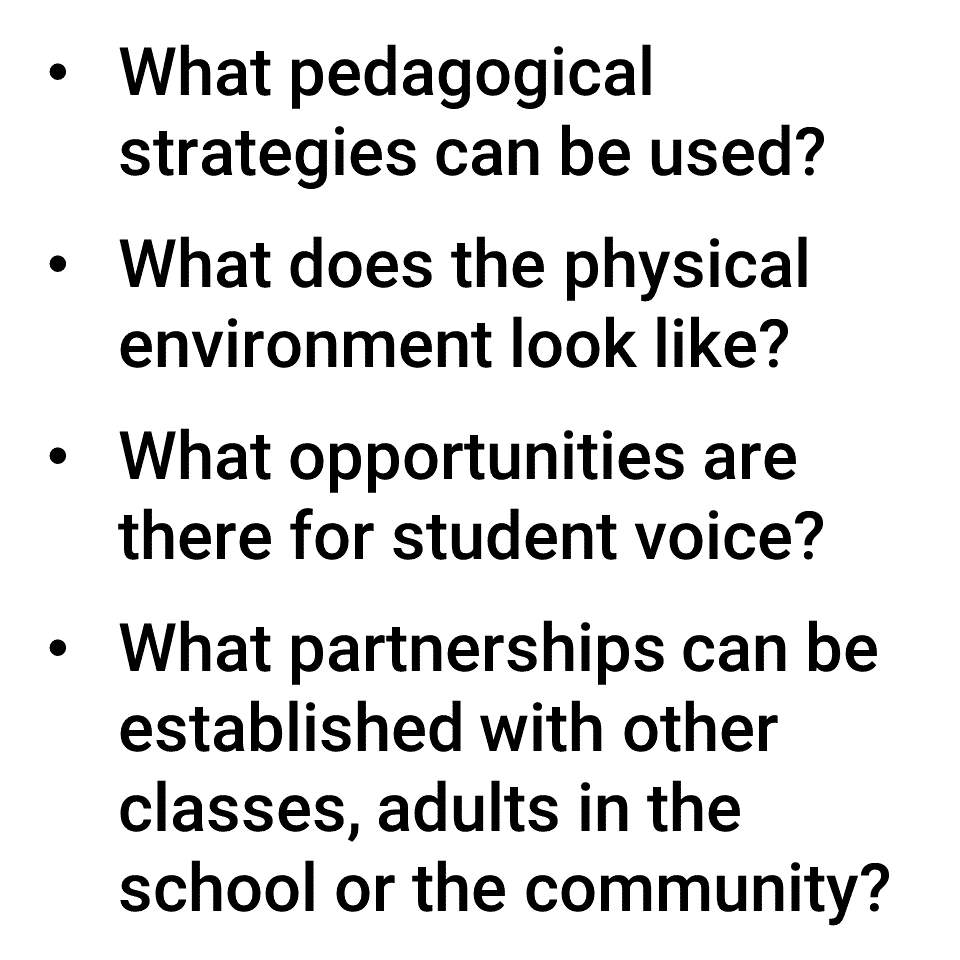 • What pedagogical
strategies can be used?
• What does the physical
environment look like?
• What opportunities are
there for student voice?
• What partnerships can be
established with other
classes, adults in the
school or the community?